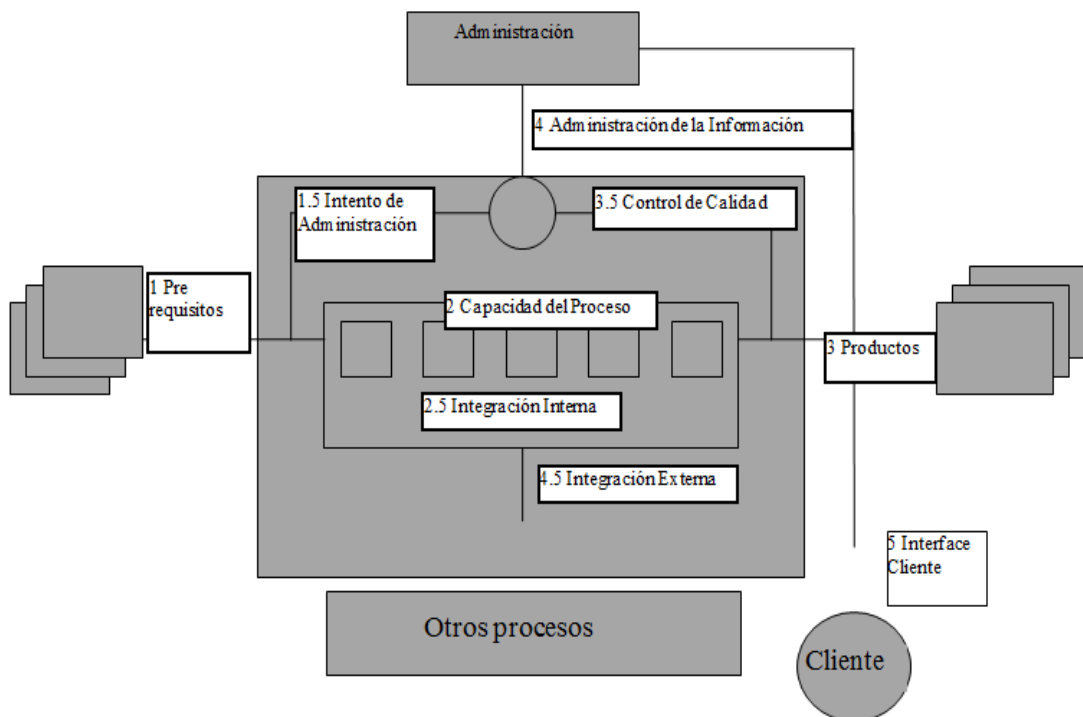 Administración
4 Administración de la Información
1.5 Intento de
Administración
3.5 Control de Calidad
1 Pre
requisitos
2 Capacidad del Proceso
3 Productos
2.5 Integración Interna
4.5 Integración Externa
5 Interface
Cliente
Otros procesos
Cliente